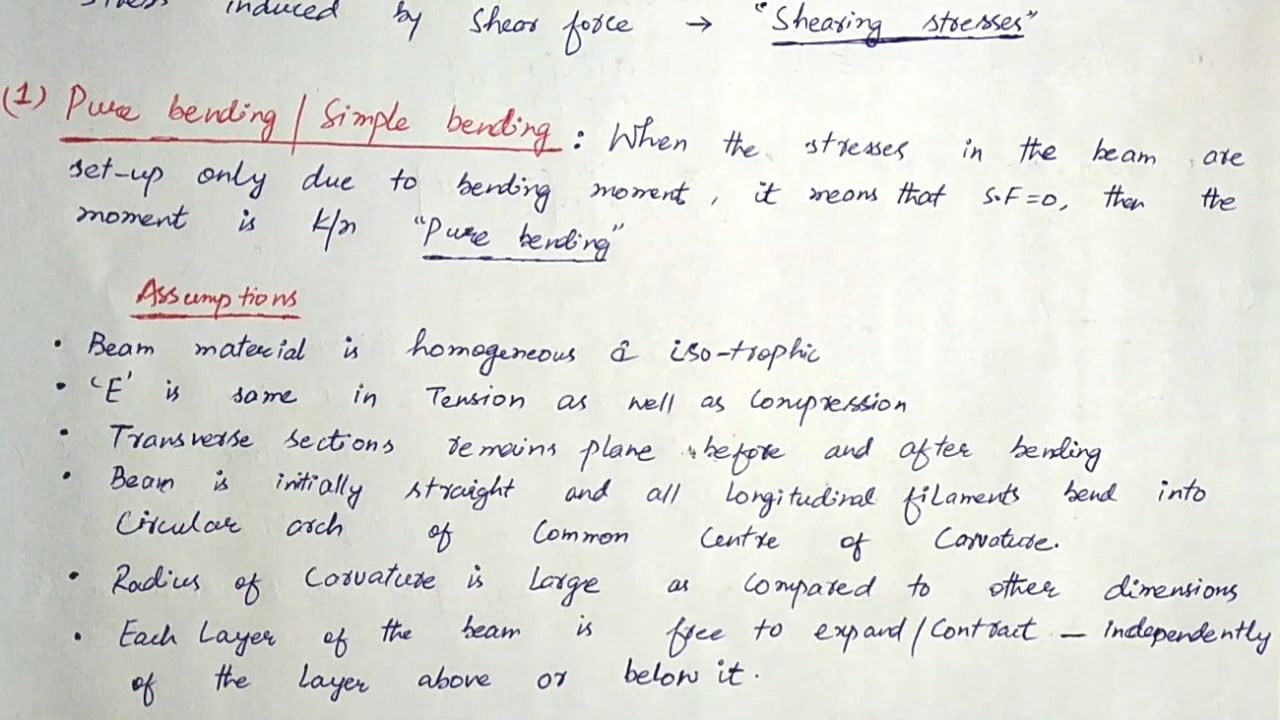 Stress induced by Shear force → "Shearing stresses"
(1) Pure bending / Simple bending : When the stresses in the beam are
set-up only due to bending moment, it means that S.F=0, then the
moment is k/n "Pure bending"
Assumptions
• Beam material is homogeneous & iso-trophic
• 'E' is same in Tension as well as Compression
• Transverse sections remains plane before and after bending
• Beam is initially straight and all longitudinal filaments bend into
Circular arch of Common Centre of Curvature.
• Radius of Curvature is Large as Compared to other dimensions
• Each Layer of the beam is free to expand/Contract – independently
of the Layer above or below it.